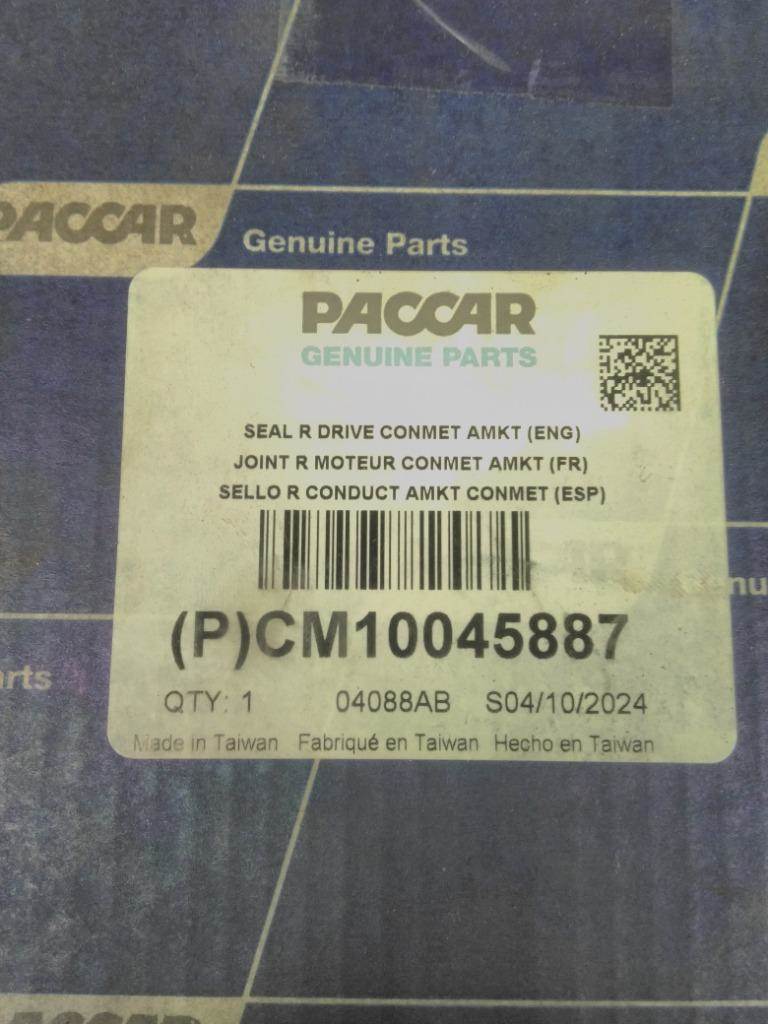 PACCAR
Genuine Parts
PACCAR
GENUINE PARTS
SEAL R DRIVE CONMET AMKT (ENG)
JOINT R MOTEUR CONMET AMKT (FR)
SELLO R CONDUCT AMKT CONMET (ESP)
(P)CM10045887
QTY: 1 04088AB S04/10/2024
Made in Taiwan Fabriqué en Taiwan Hecho en Taiwan